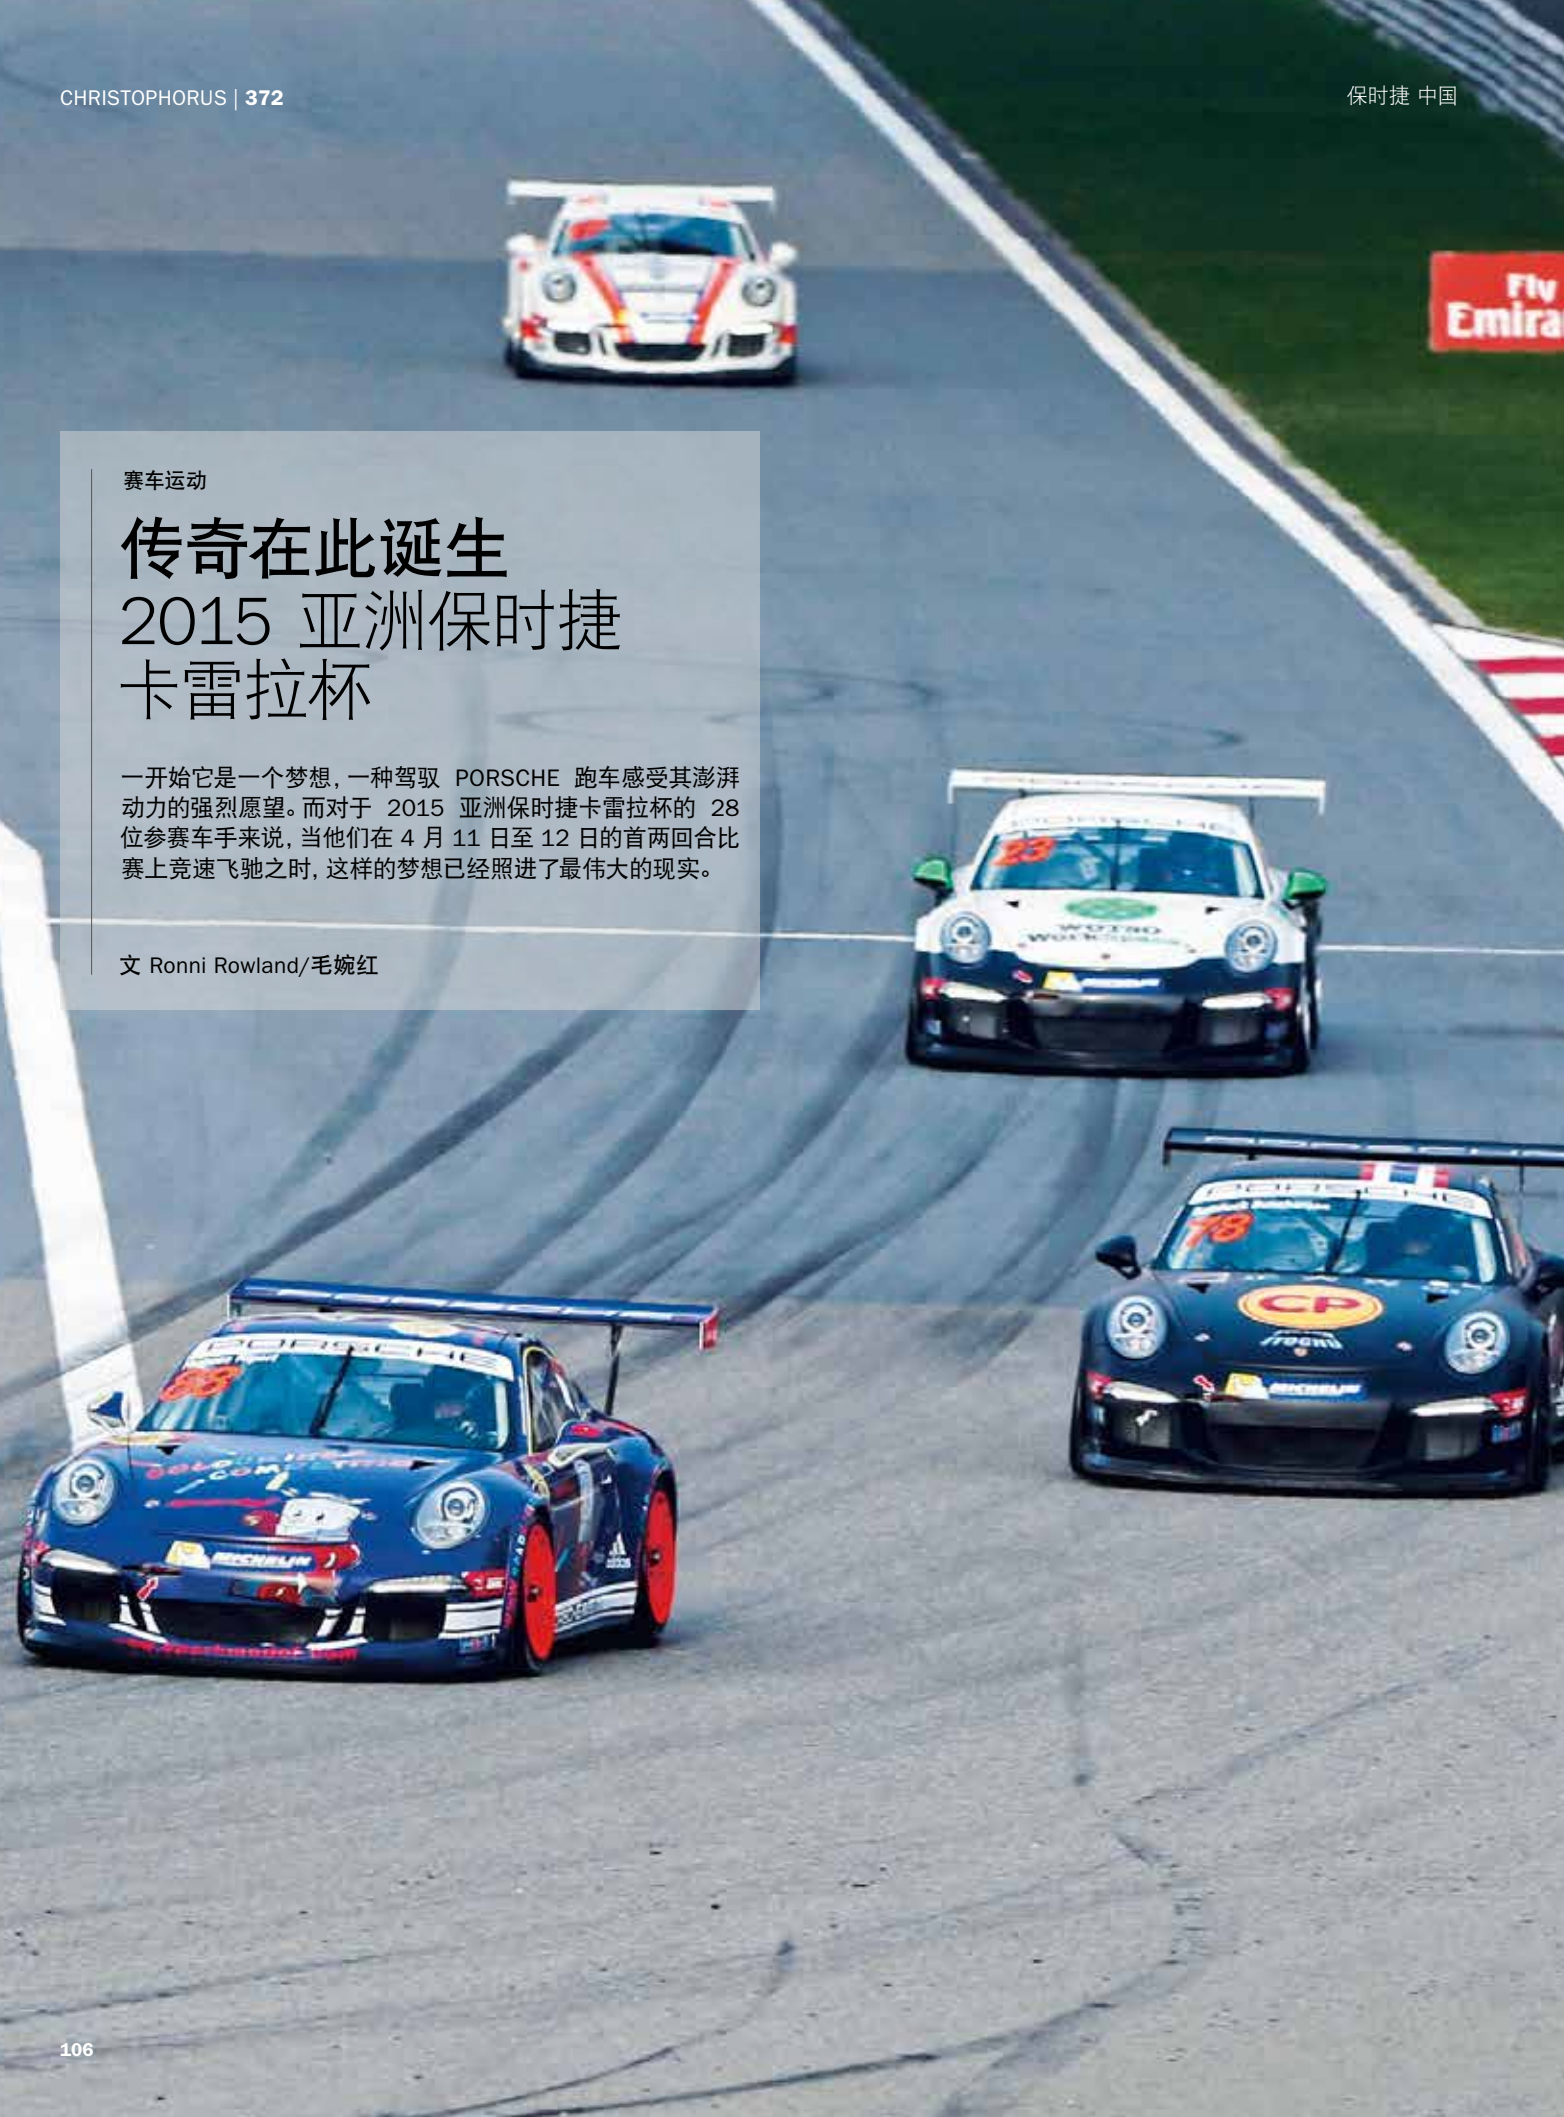 CHRISTOPHORUS | 372
保时捷 中国
Fly
Emira
赛车运动
传奇在此诞生
2015 亚洲保时捷
卡雷拉杯
一开始它是一个梦想, 一种驾驭 PORSCHE 跑车感受其澎湃
动力的强烈愿望。而对于 2015 亚洲保时捷卡雷拉杯的 28
位参赛车手来说, 当他们在 4 月 11 日至 12 日的首两回合比
赛上竞速飞驰之时, 这样的梦想已经照进了最伟大的现实。
文 Ronni Rowland/毛婉红
23
PORSCHE
78
CP
MICHELIN
PORSCHE
88
MICHELIN
adidas
106